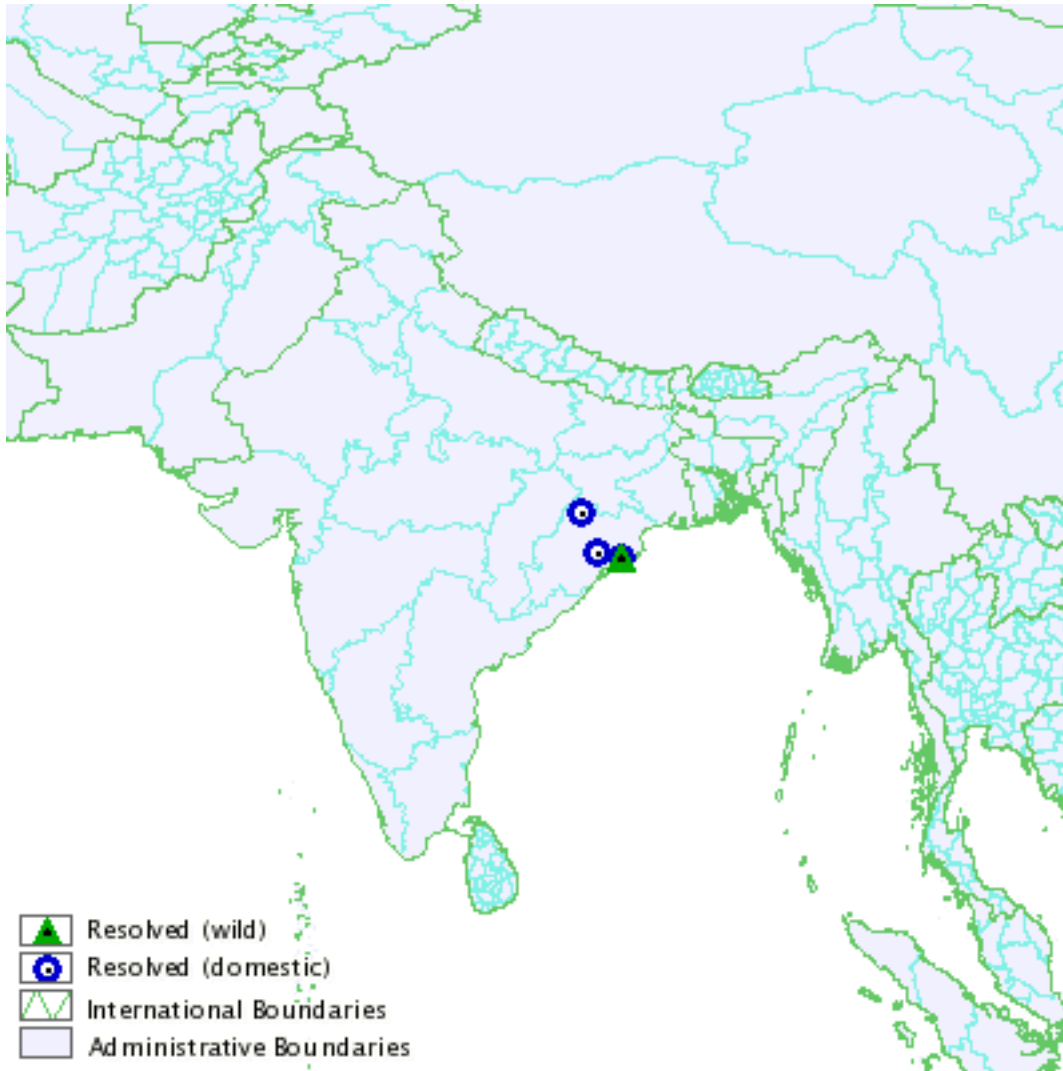 Resolved (wild)
Resolved (domestic)
International Boundaries
Administrative Boundaries